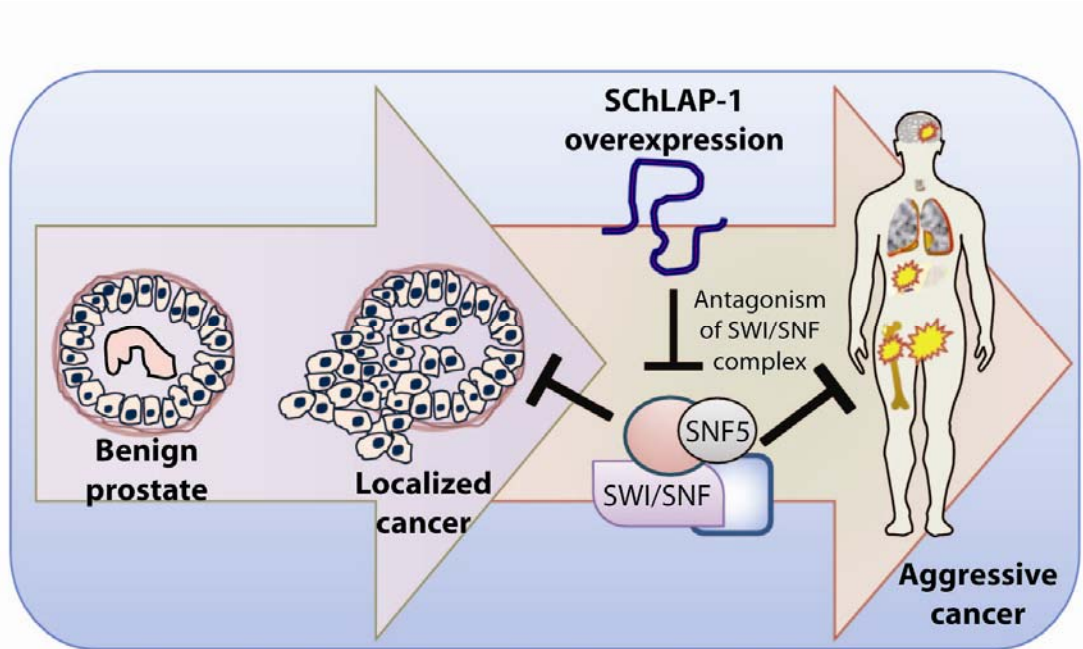 SChLAP-1
overexpression
Antagonism
of SWI/SNF
complex
SNF5
SWI/SNF
Benign
prostate
Localized
cancer
Aggressive
cancer